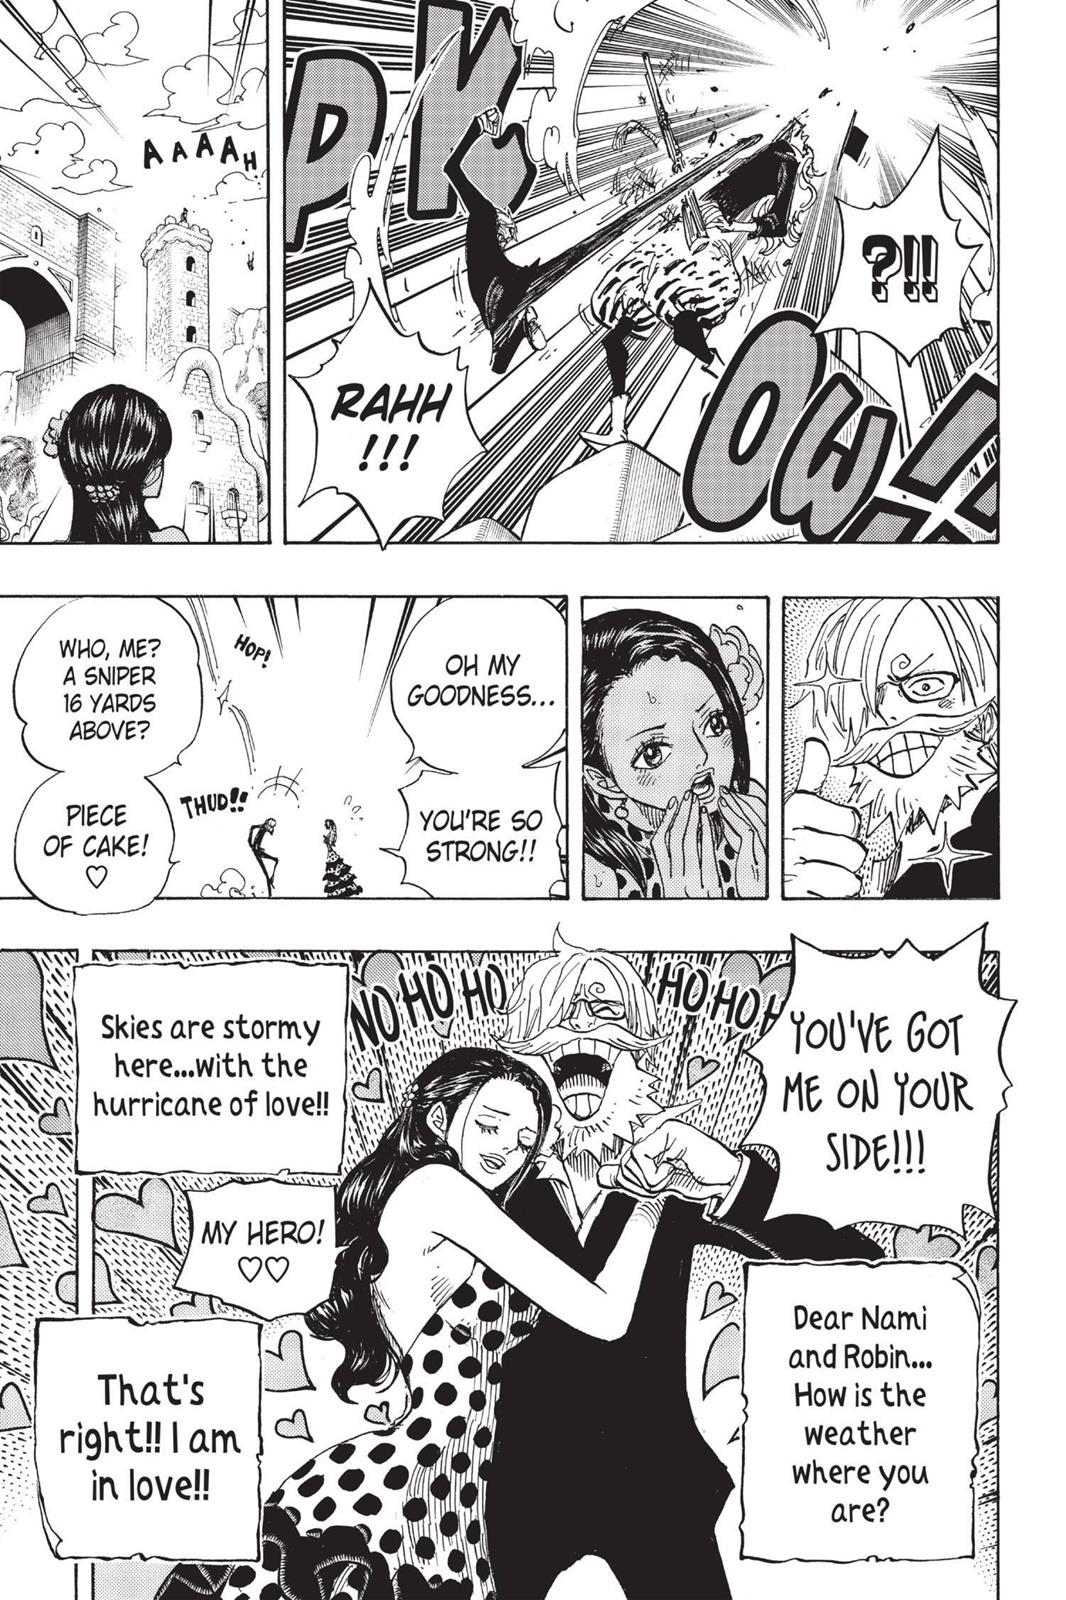 ?!!
PKOW!!
RAHH
!!!
AAAAH
OH MY
GOODNESS...
YOU'RE SO
STRONG!!
HOP!
THUD!!
WHO, ME?
A SNIPER
16 YARDS
ABOVE?
PIECE
OF CAKE!
♡
YOU'VE GOT
ME ON YOUR
SIDE!!!
HO HO HO
NO HO HO
Dear Nami
and Robin...
How is the
weather
where you
are?
Skies are stormy
here...with the
hurricane of love!!
MY HERO!
♡♡
That's
right!! I am
in love!!